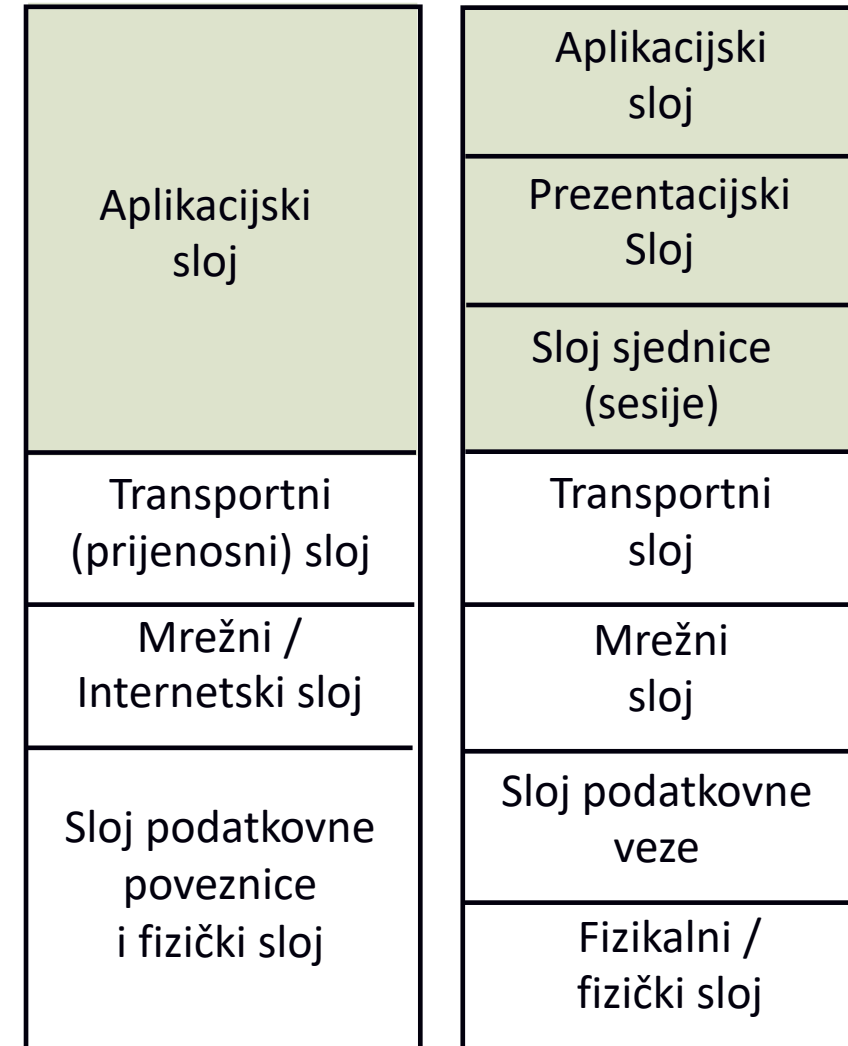 Aplikacijski
sloj
Transportni
(prijenosni) sloj
Mrežni /
Internetski sloj
Sloj podatkovne
poveznice
i fizički sloj
Aplikacijski
sloj
Prezentacijski
Sloj
Sloj sjednice
(sesije)
Transportni
sloj
Mrežni
sloj
Sloj podatkovne
veze
Fizikalni /
fizički sloj